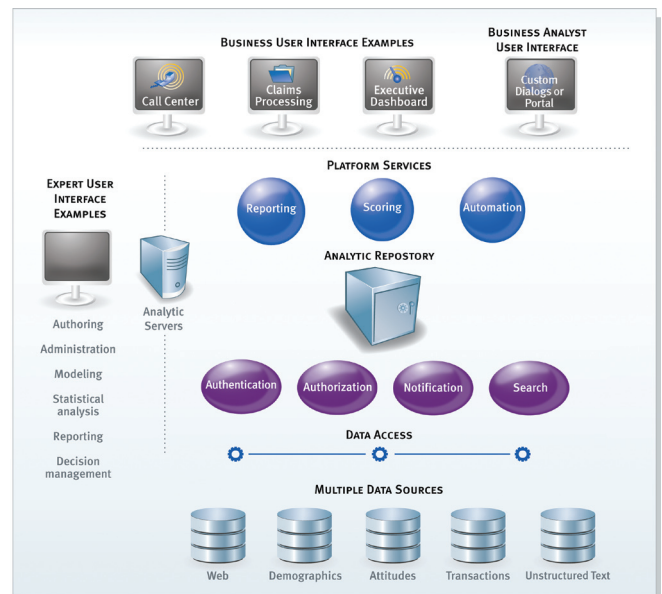 BUSINESS USER INTERFACE EXAMPLES
BUSINESS ANALYST
USER INTERFACE
Call Center
Claims
Processing
Executive
Dashboard
Custom
Dialogs or
Portal
PLATFORM SERVICES
EXPERT USER
INTERFACE
EXAMPLES
Reporting
Scoring
Automation
ANALYTIC REPOSTORY
Analytic
Servers
Authoring
Administration
Modeling
Statistical
analysis
Reporting
Decision
management
Authentication
Authorization
Notification
Search
DATA ACCESS
MULTIPLE DATA SOURCES
Web
Demographics
Attitudes
Transactions
Unstructured Text